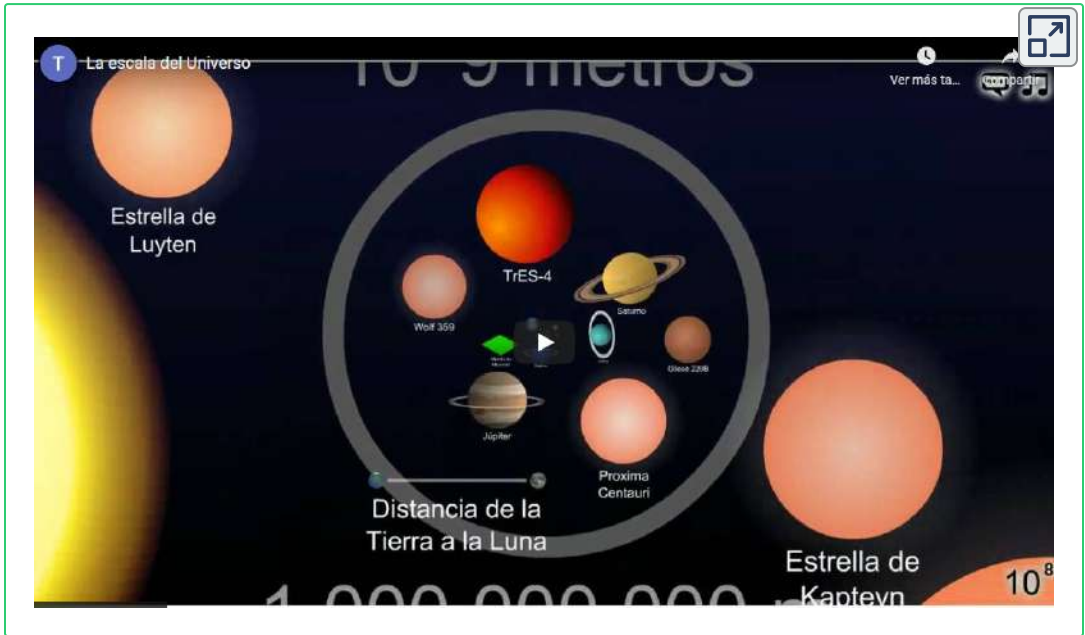 T
La escala del Universo
10^9 metros
Ver más ta...
Compartir
Estrella de
Luyten
TrES-4
Wolf 359
Saturno
Gliese 229B
Júpiter
Proxima
Centauri
Distancia de la
Tierra a la Luna
Estrella de
Kapteyn
10^8
1 000 000 000